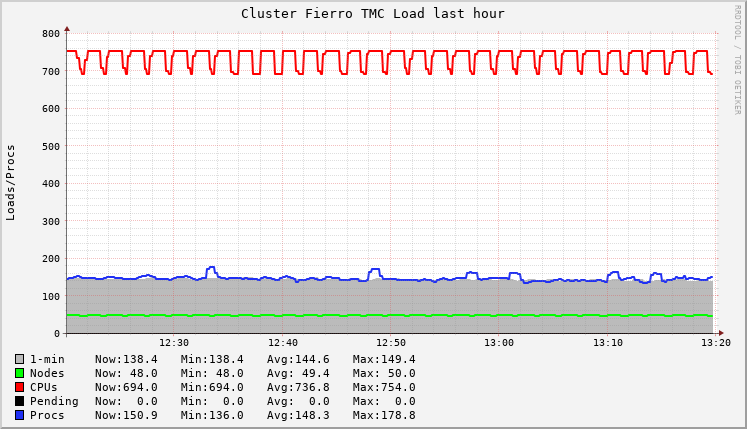 Cluster Fierro TMC Load last hour
RRDTOOL / TOBI OETIKER
Loads/Procs
800
700
600
500
400
300
200
100
0
12:30 12:40 12:50 13:00 13:10 13:20
1-min Now:138.4 Min:138.4 Avg:144.6 Max:149.4
Nodes Now: 48.0 Min: 48.0 Avg: 49.4 Max: 50.0
CPUs Now:694.0 Min:694.0 Avg:736.8 Max:754.0
Pending Now: 0.0 Min: 0.0 Avg: 0.0 Max: 0.0
Procs Now:150.9 Min:136.0 Avg:148.3 Max:178.8